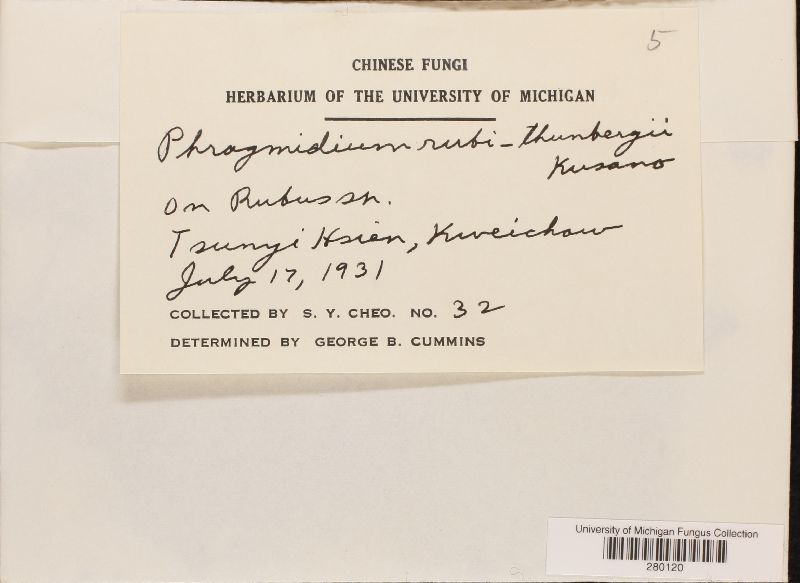 5
CHINESE FUNGI
HERBARIUM OF THE UNIVERSITY OF MICHIGAN
Phragmidium rubi-thunbergii
Kusano
on Rubus sp.
Tsunyi Hsien, Kweichow
July 17, 1931
COLLECTED BY S. Y. CHEO. NO. 32
DETERMINED BY GEORGE B. CUMMINS
University of Michigan Fungus Collection
280120